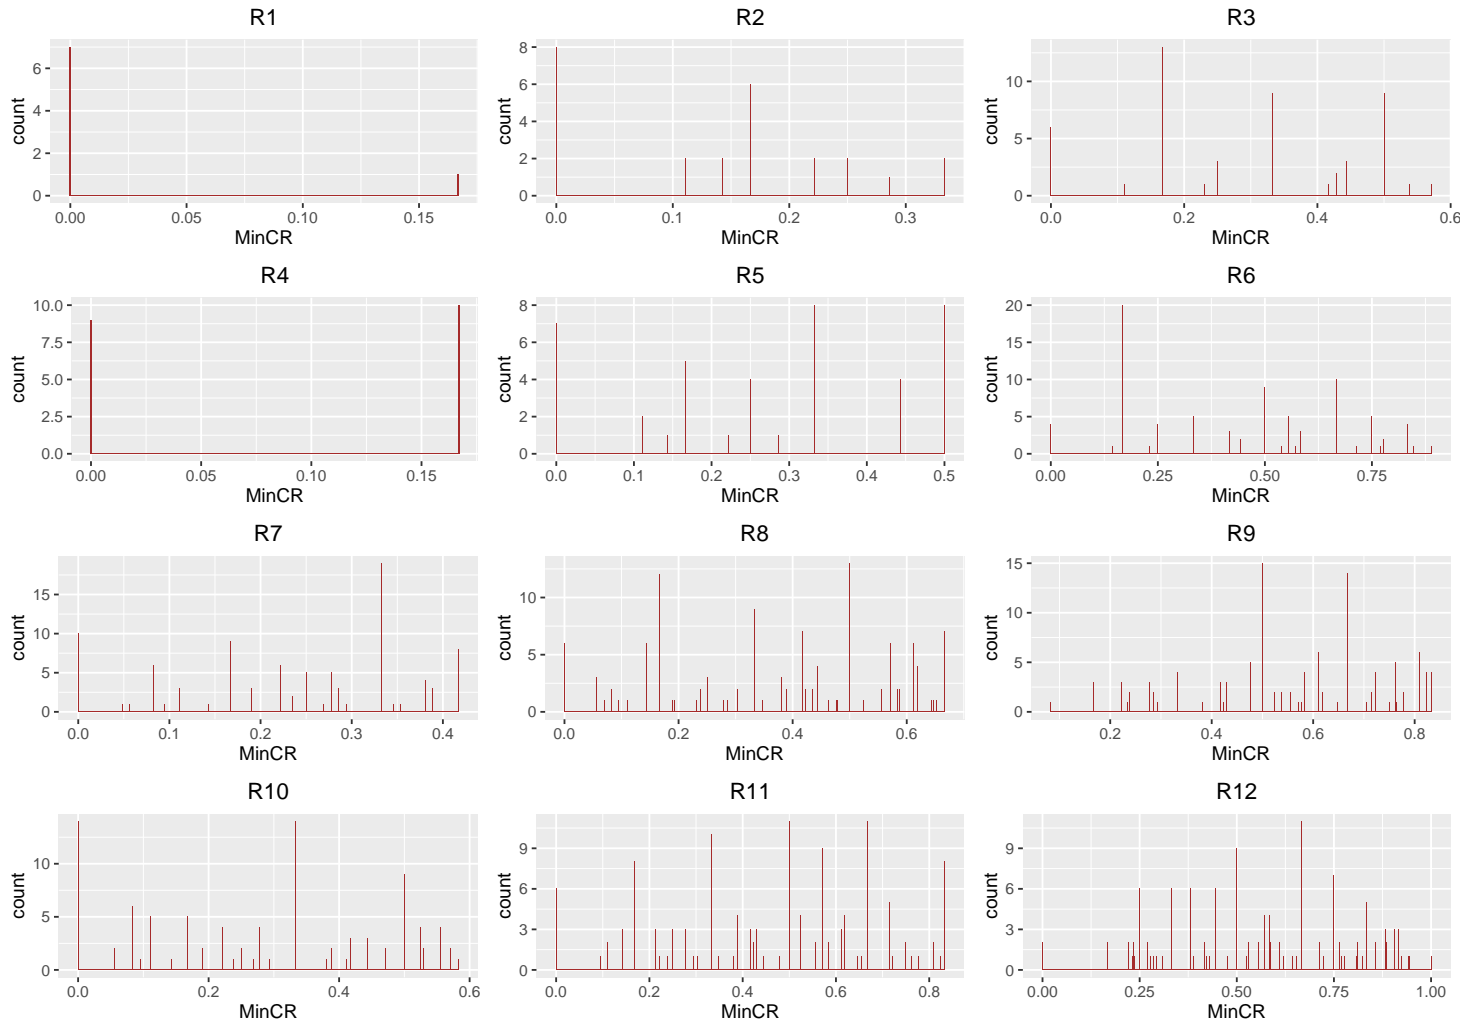 R1 R2 R3
6 4 2 0 count 0.00 0.05 0.10 0.15 MinCR
8 6 4 2 0 count 0.0 0.1 0.2 0.3 MinCR
10 5 0 count 0.0 0.2 0.4 0.6 MinCR
R4 R5 R6
10.0 7.5 5.0 2.5 0.0 count 0.00 0.05 0.10 0.15 MinCR
8 6 4 2 0 count 0.0 0.1 0.2 0.3 0.4 0.5 MinCR
20 15 10 5 0 count 0.00 0.25 0.50 0.75 MinCR
R7 R8 R9
15 10 5 0 count 0.0 0.1 0.2 0.3 0.4 MinCR
10 5 0 count 0.0 0.2 0.4 0.6 MinCR
15 10 5 0 count 0.2 0.4 0.6 0.8 MinCR
R10 R11 R12
10 5 0 count 0.0 0.2 0.4 0.6 MinCR
9 6 3 0 count 0.0 0.2 0.4 0.6 0.8 MinCR
9 6 3 0 count 0.00 0.25 0.50 0.75 1.00 MinCR